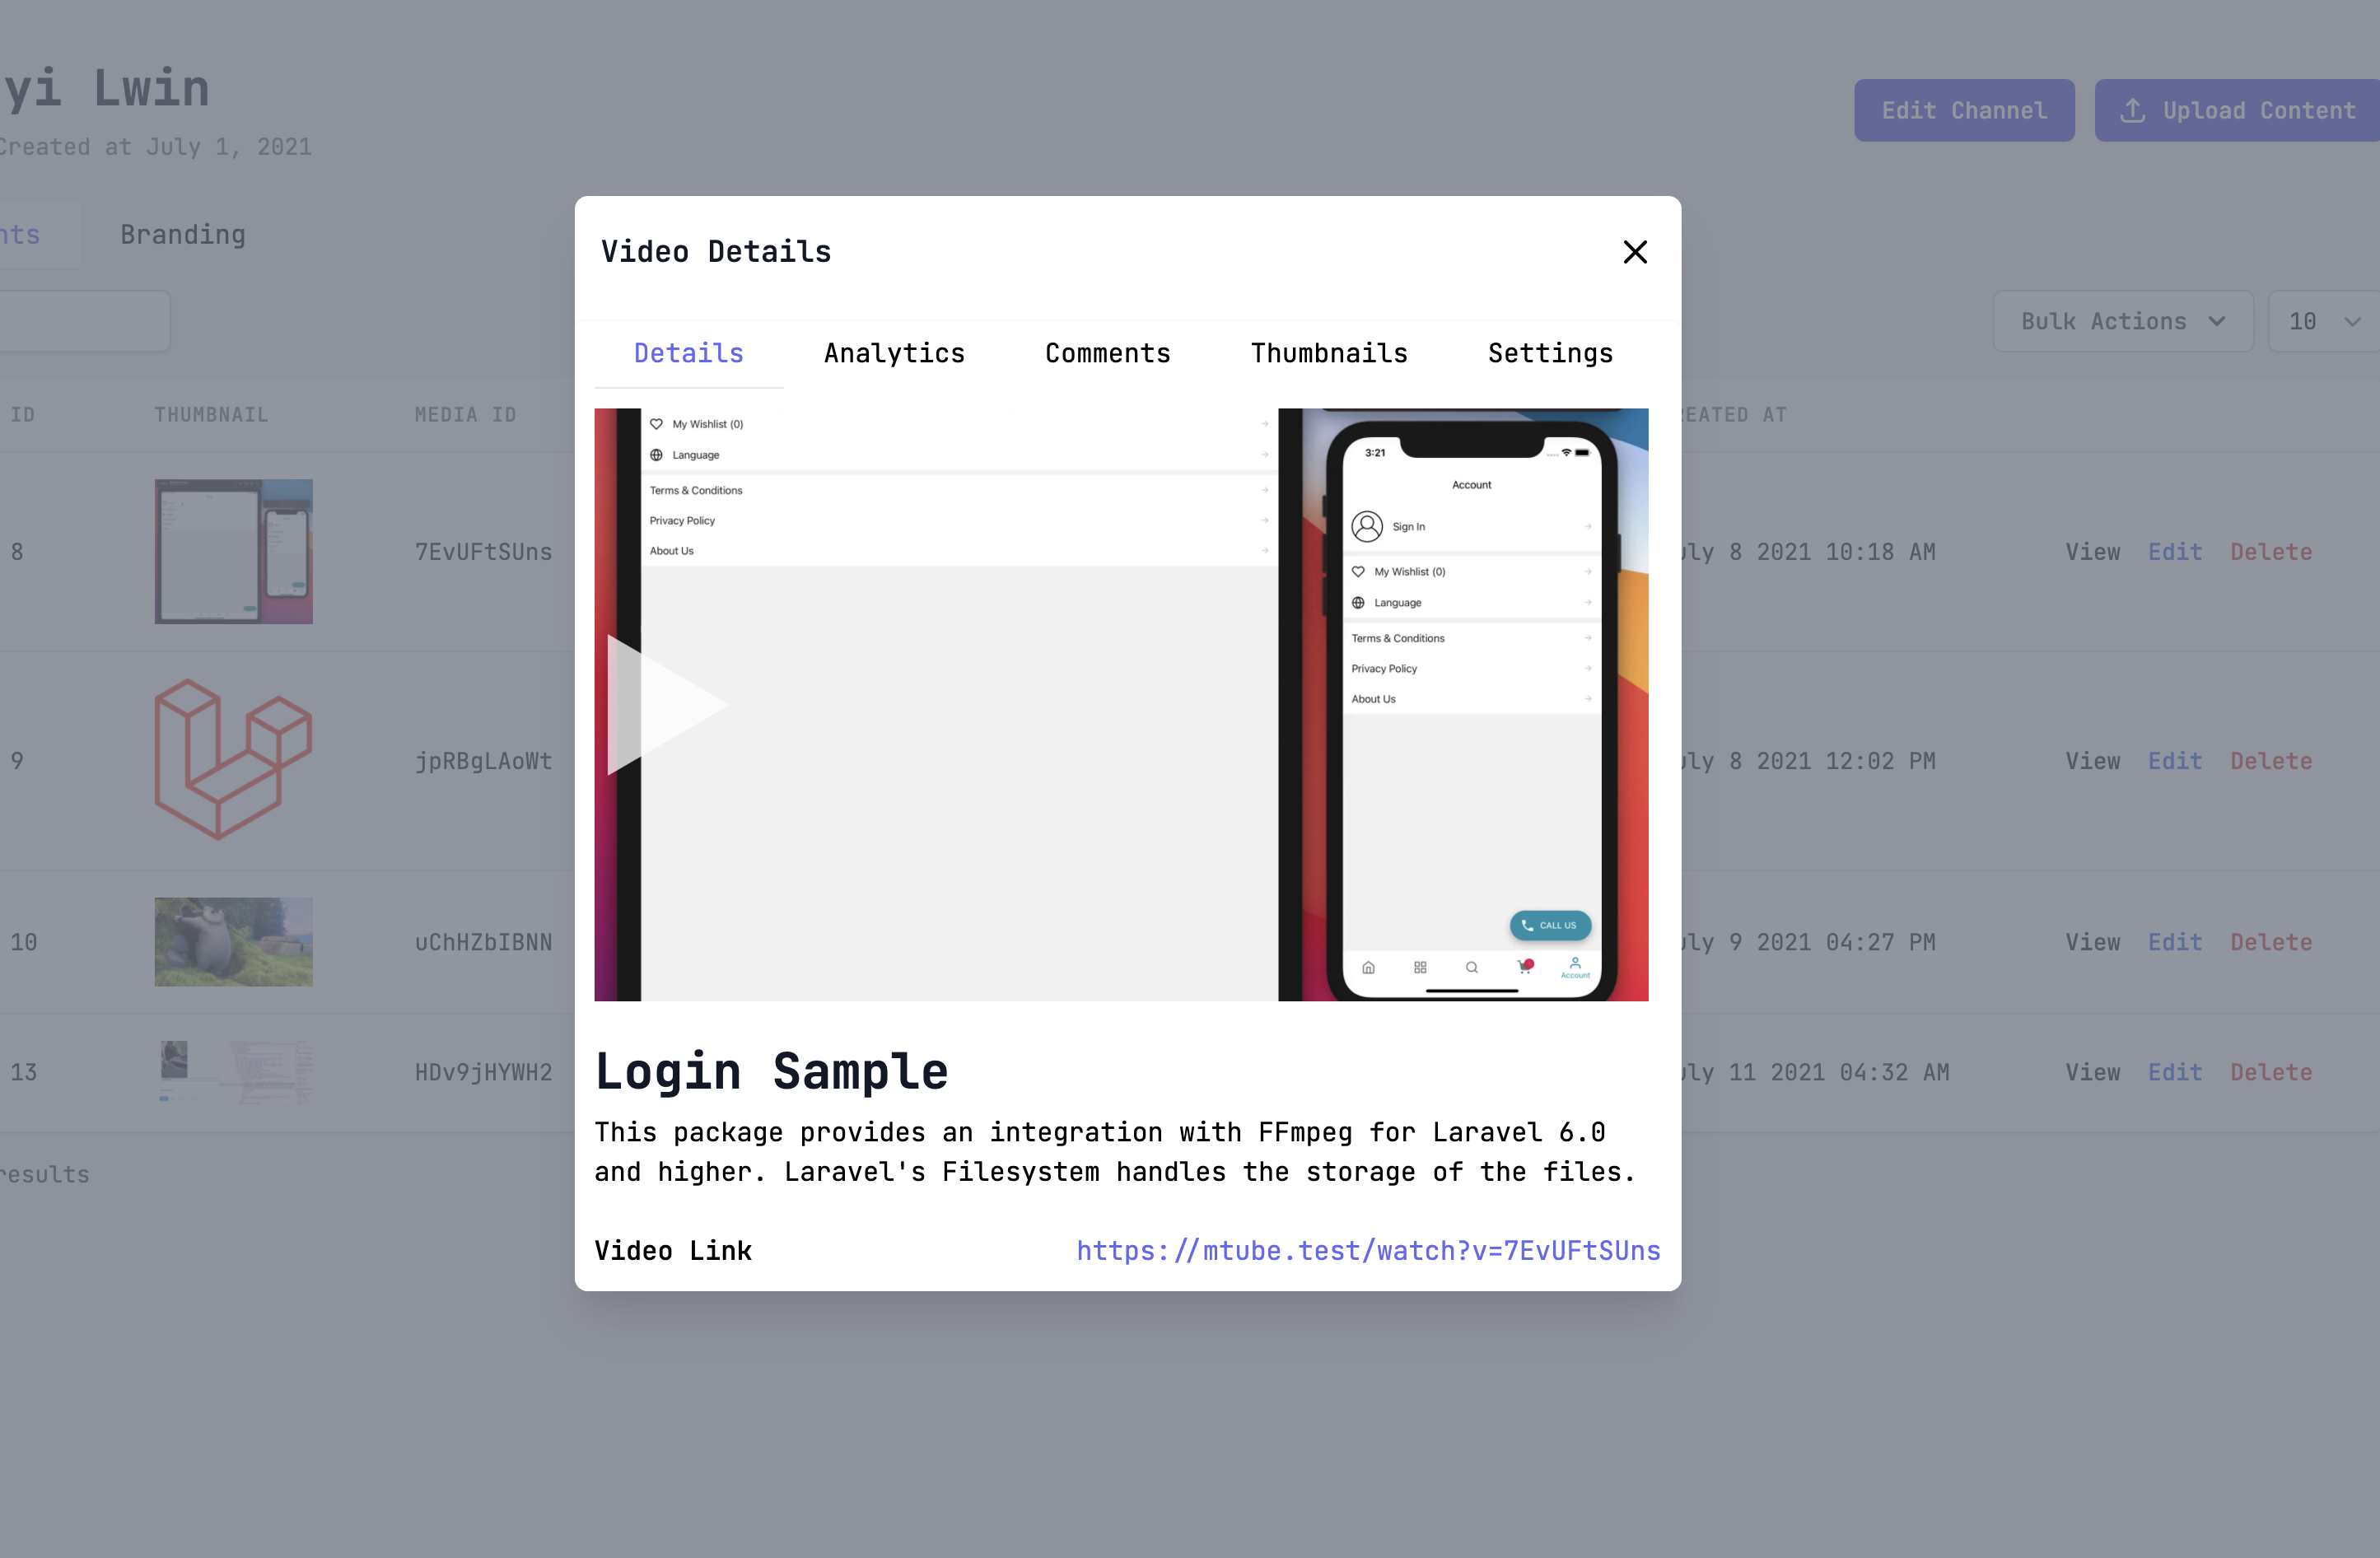 yi Lwin
Created at July 1, 2021
Edit Channel
Upload Content
nts
Branding
Bulk Actions
10
ID
THUMBNAIL
MEDIA ID
REATED AT
8
7EvUFtSUns
uly 8 2021 10:18 AM
View Edit Delete
9
jpRBgLAoWt
uly 8 2021 12:02 PM
View Edit Delete
10
uChHZbIBNN
uly 9 2021 04:27 PM
View Edit Delete
13
HDv9jHYWH2
uly 11 2021 04:32 AM
View Edit Delete
results
Video Details
Details
Analytics
Comments
Thumbnails
Settings
My Wishlist (0)
Language
Terms & Conditions
Privacy Policy
About Us
3:21
Account
Sign In
My Wishlist (0)
Language
Terms & Conditions
Privacy Policy
About Us
CALL US
Account
Login Sample
This package provides an integration with FFmpeg for Laravel 6.0
and higher. Laravel's Filesystem handles the storage of the files.
Video Link
https://mtube.test/watch?v=7EvUFtSUns